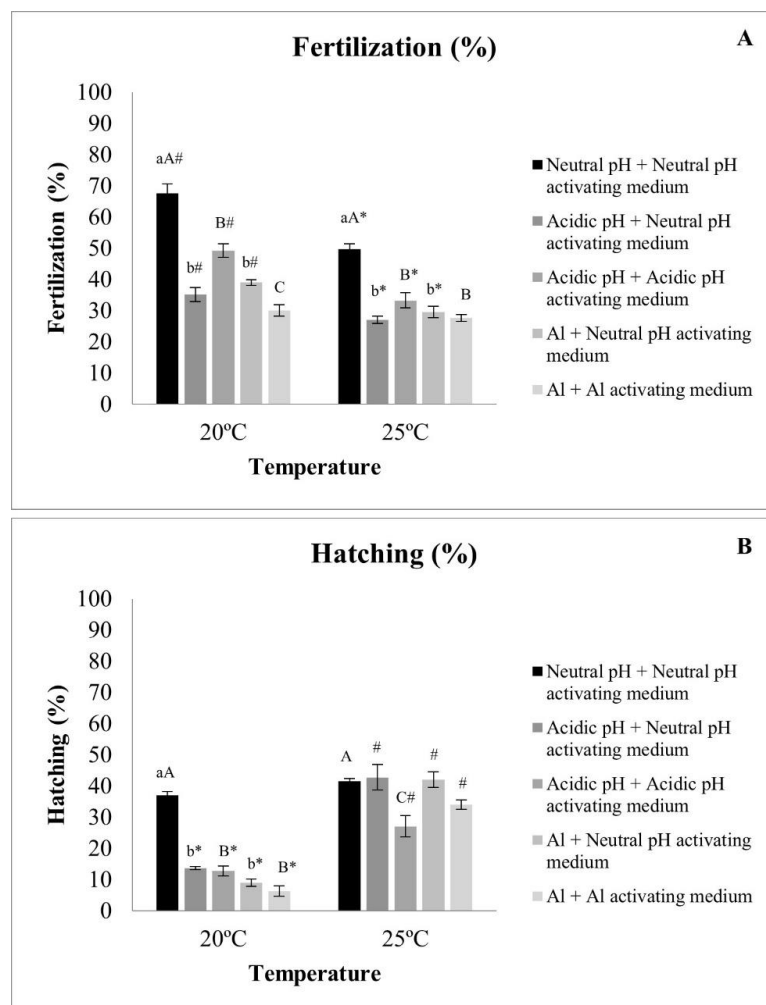 Fertilization (%)
A
100
90
80
70
60
50
40
30
20
10
0
Fertilization (%)
aA#
b#
B#
b#
C
aA*
b*
B*
b*
B
20ºC
25ºC
Temperature
Neutral pH + Neutral pH
activating medium
Acidic pH + Neutral pH
activating medium
Acidic pH + Acidic pH
activating medium
Al + Neutral pH activating
medium
Al + Al activating medium
Hatching (%)
B
100
90
80
70
60
50
40
30
20
10
0
Hatching (%)
aA
b*
B*
b*
B*
A
#
C#
#
#
20ºC
25ºC
Temperature
Neutral pH + Neutral pH
activating medium
Acidic pH + Neutral pH
activating medium
Acidic pH + Acidic pH
activating medium
Al + Neutral pH activating
medium
Al + Al activating medium